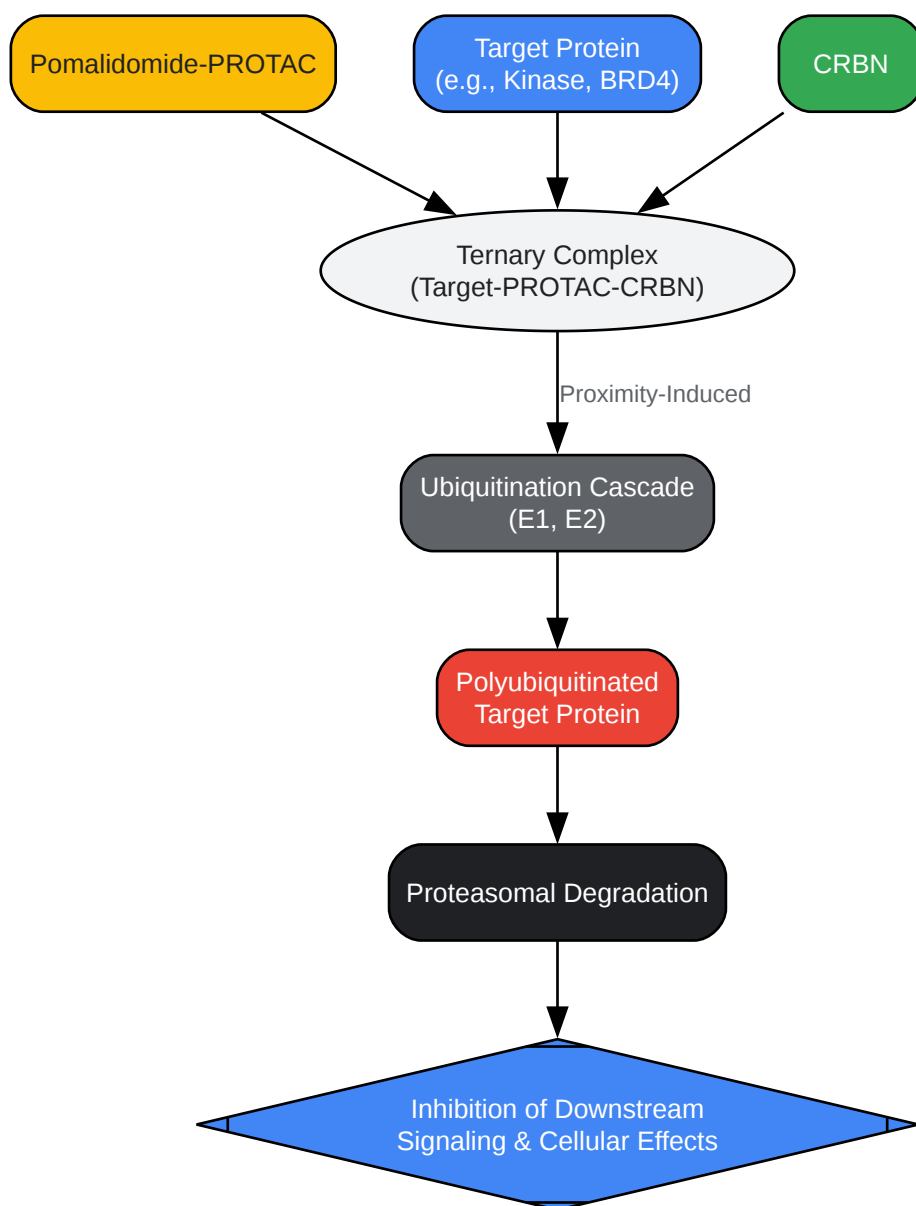 Pomalidomide-PROTAC
Target Protein
(e.g., Kinase, BRD4)
CRBN
Ternary Complex
(Target-PROTAC-CRBN)
Proximity-Induced
Ubiquitination Cascade
(E1, E2)
Polyubiquitinated
Target Protein
Proteasomal Degradation
Inhibition of Downstream
Signaling & Cellular Effects